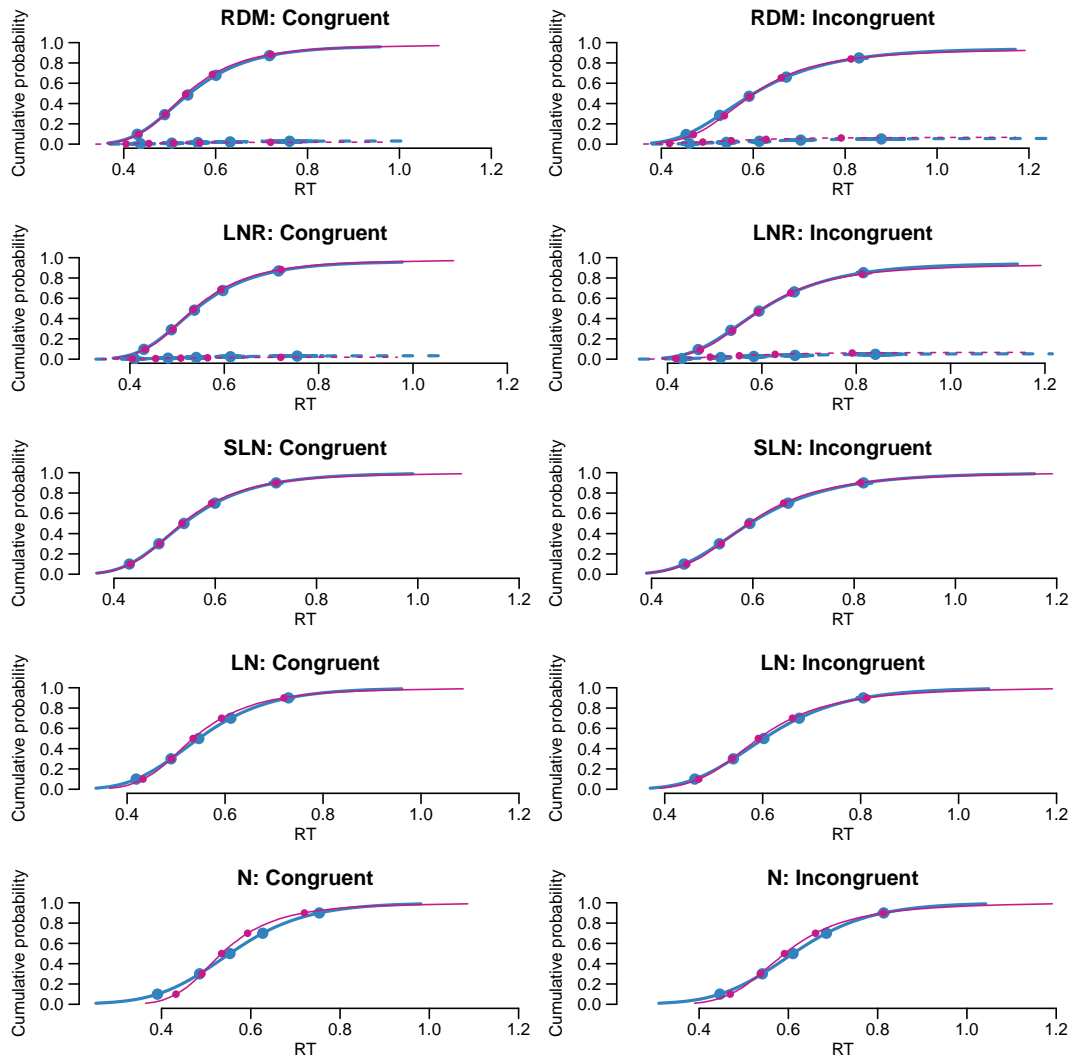 RDM: Congruent
Cumulative probability
1.0
0.8
0.6
0.4
0.2
0.0
0.4 0.6 0.8 1.0 1.2
RT
RDM: Incongruent
Cumulative probability
1.0
0.8
0.6
0.4
0.2
0.0
0.4 0.6 0.8 1.0 1.2
RT
LNR: Congruent
Cumulative probability
1.0
0.8
0.6
0.4
0.2
0.0
0.4 0.6 0.8 1.0 1.2
RT
LNR: Incongruent
Cumulative probability
1.0
0.8
0.6
0.4
0.2
0.0
0.4 0.6 0.8 1.0 1.2
RT
SLN: Congruent
Cumulative probability
1.0
0.8
0.6
0.4
0.2
0.0
0.4 0.6 0.8 1.0 1.2
RT
SLN: Incongruent
Cumulative probability
1.0
0.8
0.6
0.4
0.2
0.0
0.4 0.6 0.8 1.0 1.2
RT
LN: Congruent
Cumulative probability
1.0
0.8
0.6
0.4
0.2
0.0
0.4 0.6 0.8 1.0 1.2
RT
LN: Incongruent
Cumulative probability
1.0
0.8
0.6
0.4
0.2
0.0
0.4 0.6 0.8 1.0 1.2
RT
N: Congruent
Cumulative probability
1.0
0.8
0.6
0.4
0.2
0.0
0.4 0.6 0.8 1.0 1.2
RT
N: Incongruent
Cumulative probability
1.0
0.8
0.6
0.4
0.2
0.0
0.4 0.6 0.8 1.0 1.2
RT